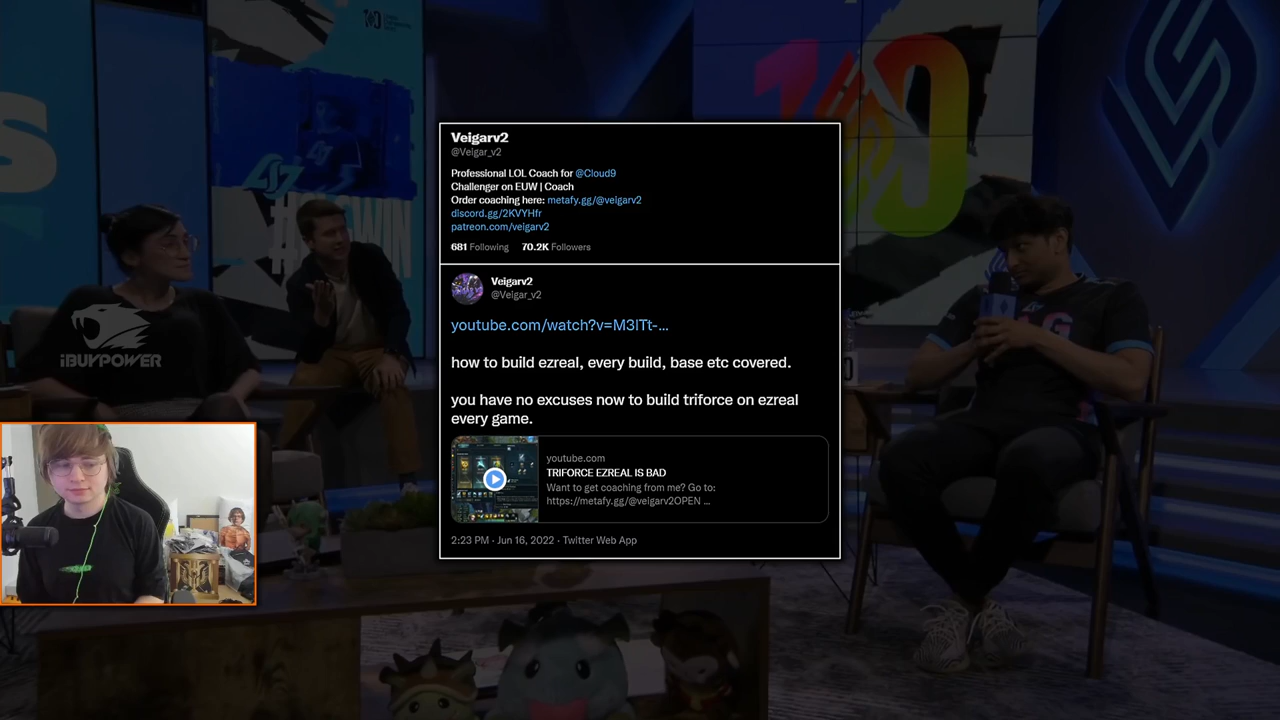 Veigarv2
@Veigar_v2
Professional LOL Coach for @Cloud9
Challenger on EUW | Coach
Order coaching here: metafy.gg/@veigarv2
discord.gg/2KVYHfr
patreon.com/veigarv2
681 Following 70.2K Followers
Veigarv2
@Veigar_v2
youtube.com/watch?v=M3lTt-...
how to build ezreal, every build, base etc covered.
you have no excuses now to build triforce on ezreal
every game.
youtube.com
TRIFORCE EZREAL IS BAD
Want to get coaching from me? Go to:
https://metafy.gg/@veigarv2OPEN ...
2:23 PM · Jun 16, 2022 · Twitter Web App
iBUYPOWER
10